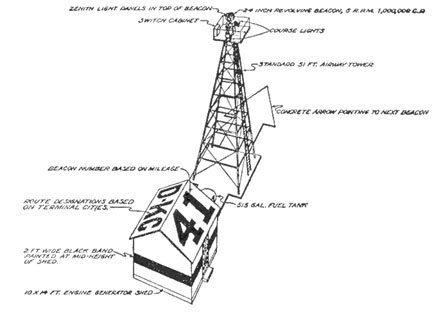 ZENITH LIGHT PANELS IN TOP OF BEACON
24 INCH REVOLVING BEACON, 6 R.P.M. 1,000,000 C.P.
SWITCH CABINET
COURSE LIGHTS
STANDARD 51 FT. AIRWAY TOWER
CONCRETE ARROW POINTING TO NEXT BEACON
BEACON NUMBER BASED ON MILEAGE
ROUTE DESIGNATIONS BASED
ON TERMINAL CITIES.
D-KC
41
515 GAL. FUEL TANK
2 FT WIDE BLACK BAND
PAINTED AT MID-HEIGHT
OF SHED.
10 X 14 FT. ENGINE GENERATOR SHED